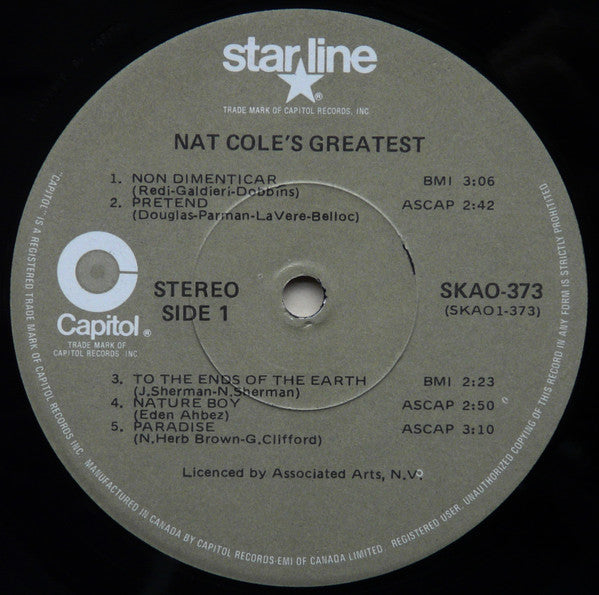 starline
®
TRADE MARK OF CAPITOL RECORDS, INC
NAT COLE'S GREATEST
1. NON DIMENTICAR BMI 3:06
(Redi-Galdieri-Dobbins)
2. PRETEND ASCAP 2:42
(Douglas-Parman-LaVere-Belloc)
Capitol®
TRADE MARK OF
CAPITOL RECORDS INC
STEREO
SIDE 1
SKAO-373
(SKAO1-373)
3. TO THE ENDS OF THE EARTH BMI 2:23
(J.Sherman-N.Sherman)
4. NATURE BOY ASCAP 2:50
(Eden Ahbez)
5. PARADISE ASCAP 3:10
(N.Herb Brown-G.Clifford)
Licenced by Associated Arts, N.V.
"CAPITOL" IS A REGISTERED TRADE MARK OF CAPITOL RECORDS INC. MANUFACTURED IN CANADA BY CAPITOL RECORDS-EMI OF CANADA LIMITED. REGISTERED USER. UNAUTHORIZED COPYING OF THIS RECORD IN ANY FORM IS STRICTLY PROHIBITED